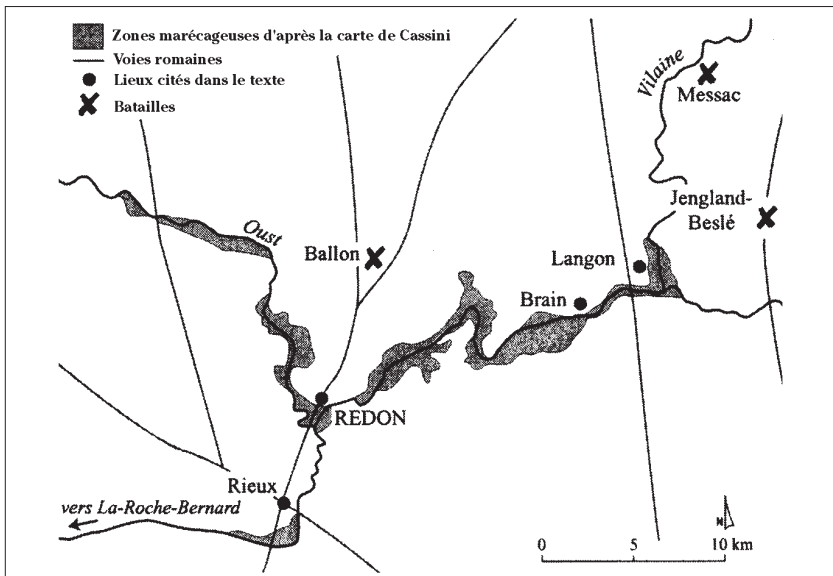 Zones marécageuses d'après la carte de Cassini
Voies romaines
Lieux cités dans le texte
Batailles
Vilaine
Messac
Jengland-
Beslé
Oust
Ballon
Langon
Brain
REDON
Rieux
vers La-Roche-Bernard
N
0 5 10 km